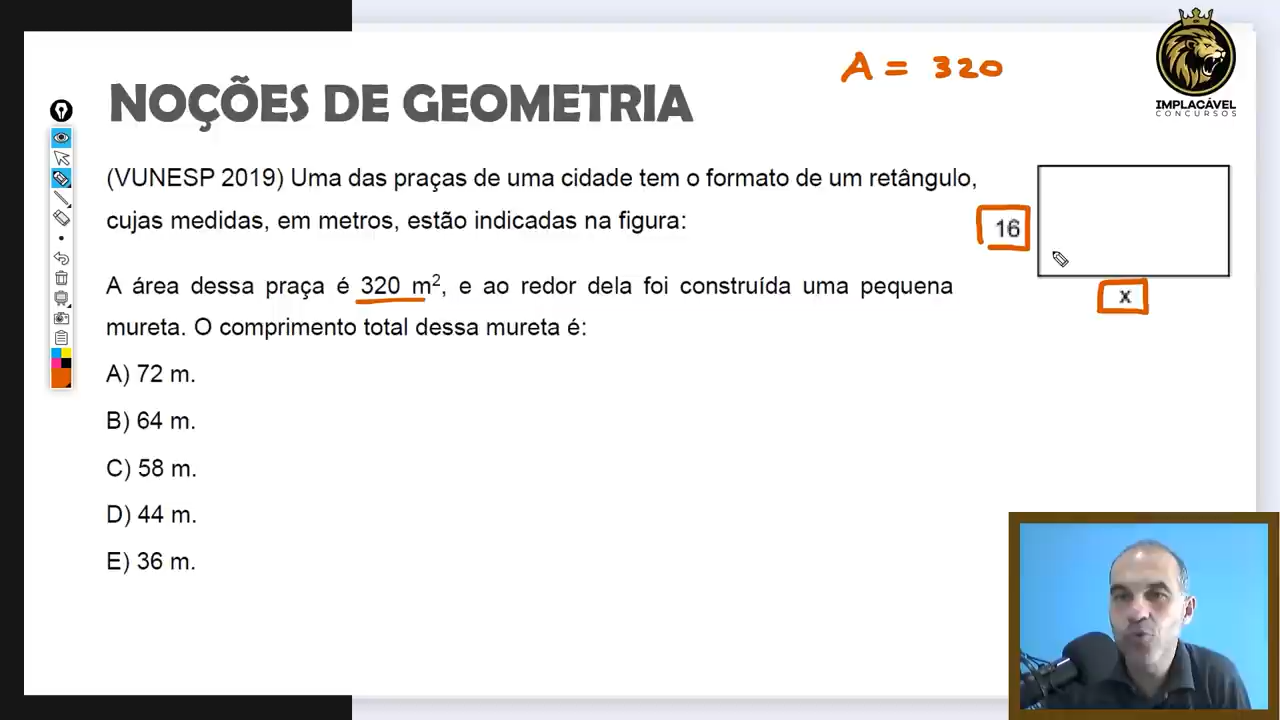 A = 320
IMPLACÁVEL
CONCURSOS
NOÇÕES DE GEOMETRIA
(VUNESP 2019) Uma das praças de uma cidade tem o formato de um retângulo,
cujas medidas, em metros, estão indicadas na figura:
16
x
A área dessa praça é 320 m², e ao redor dela foi construída uma pequena
mureta. O comprimento total dessa mureta é:
A) 72 m.
B) 64 m.
C) 58 m.
D) 44 m.
E) 36 m.